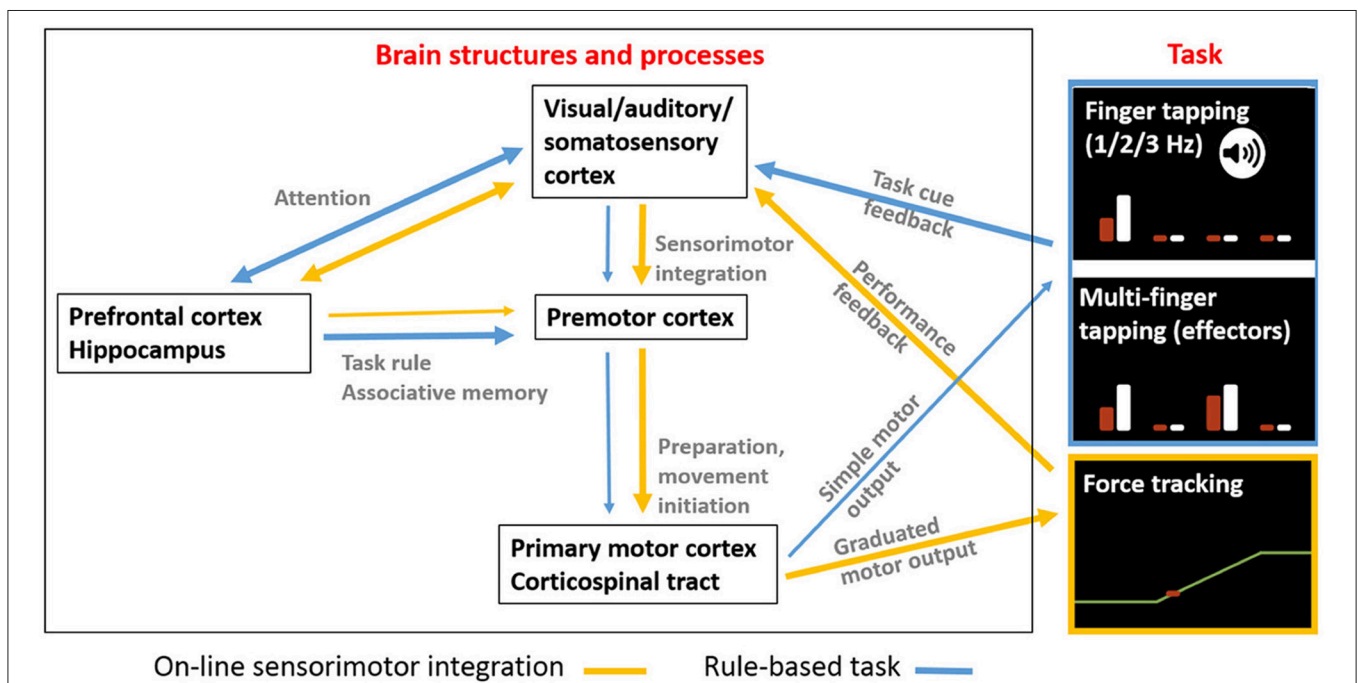 Brain structures and processes
Task
Visual/auditory/
somatosensory
cortex
Finger tapping
(1/2/3 Hz)
Attention
Task cue
feedback
Sensorimotor
integration
Performance
feedback
Prefrontal cortex
Hippocampus
Premotor cortex
Multi-finger
tapping (effectors)
Task rule
Associative memory
Preparation,
movement
initiation
Simple motor
output
Force tracking
Primary motor cortex
Corticospinal tract
Graduated
motor output
On-line sensorimotor integration
Rule-based task